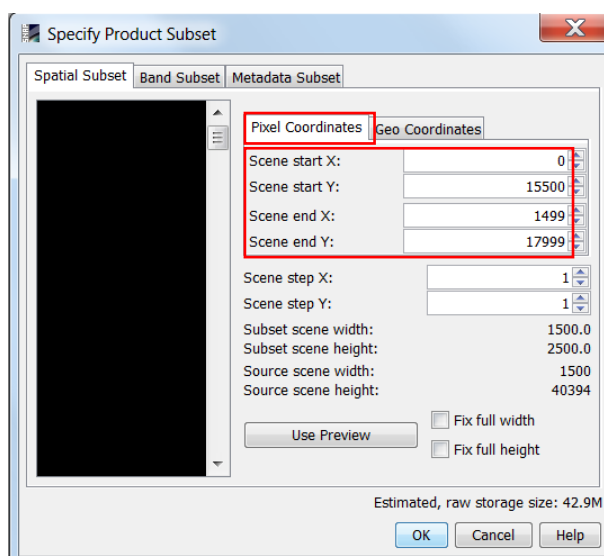 Specify Product Subset
Spatial Subset Band Subset Metadata Subset
Pixel Coordinates Geo Coordinates
Scene start X: 0
Scene start Y: 15500
Scene end X: 1499
Scene end Y: 17999
Scene step X: 1
Scene step Y: 1
Subset scene width: 1500.0
Subset scene height: 2500.0
Source scene width: 1500
Source scene height: 40394
Use Preview
Fix full width
Fix full height
Estimated, raw storage size: 42.9M
OK Cancel Help